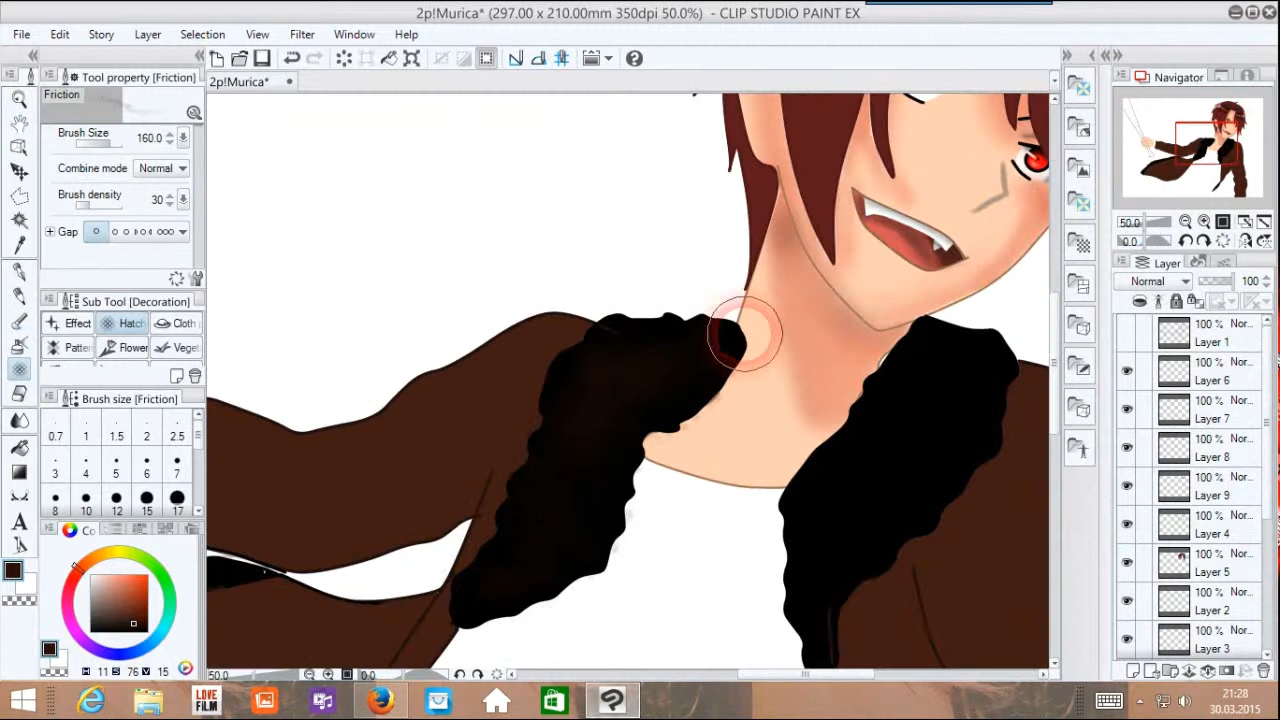 2p!Murica* (297.00 x 210.00mm 350dpi 50.0%) - CLIP STUDIO PAINT EX
File Edit Story Layer Selection View Filter Window Help
Tool property [Friction]
2p!Murica*
Navigator
Friction
Brush Size 160.0
Combine mode Normal
Brush density 30
Gap
50.0
0.0
Layer
Sub Tool [Decoration]
Normal 100
Effect Hatch Cloth
Patter Flower Veget
Brush size [Friction]
0.7 1 1.5 2 2.5
3 4 5 6 7
8 10 12 15 17
Co
100 % Nor...
Layer 1
100 % Nor...
Layer 6
100 % Nor...
Layer 7
100 % Nor...
Layer 8
100 % Nor...
Layer 9
100 % Nor...
Layer 4
100 % Nor...
Layer 5
100 % Nor...
Layer 2
100 % Nor...
Layer 3
H 11 S 76 V 15
50.0 0.0
LOVE
FiLM
21:28
30.03.2015